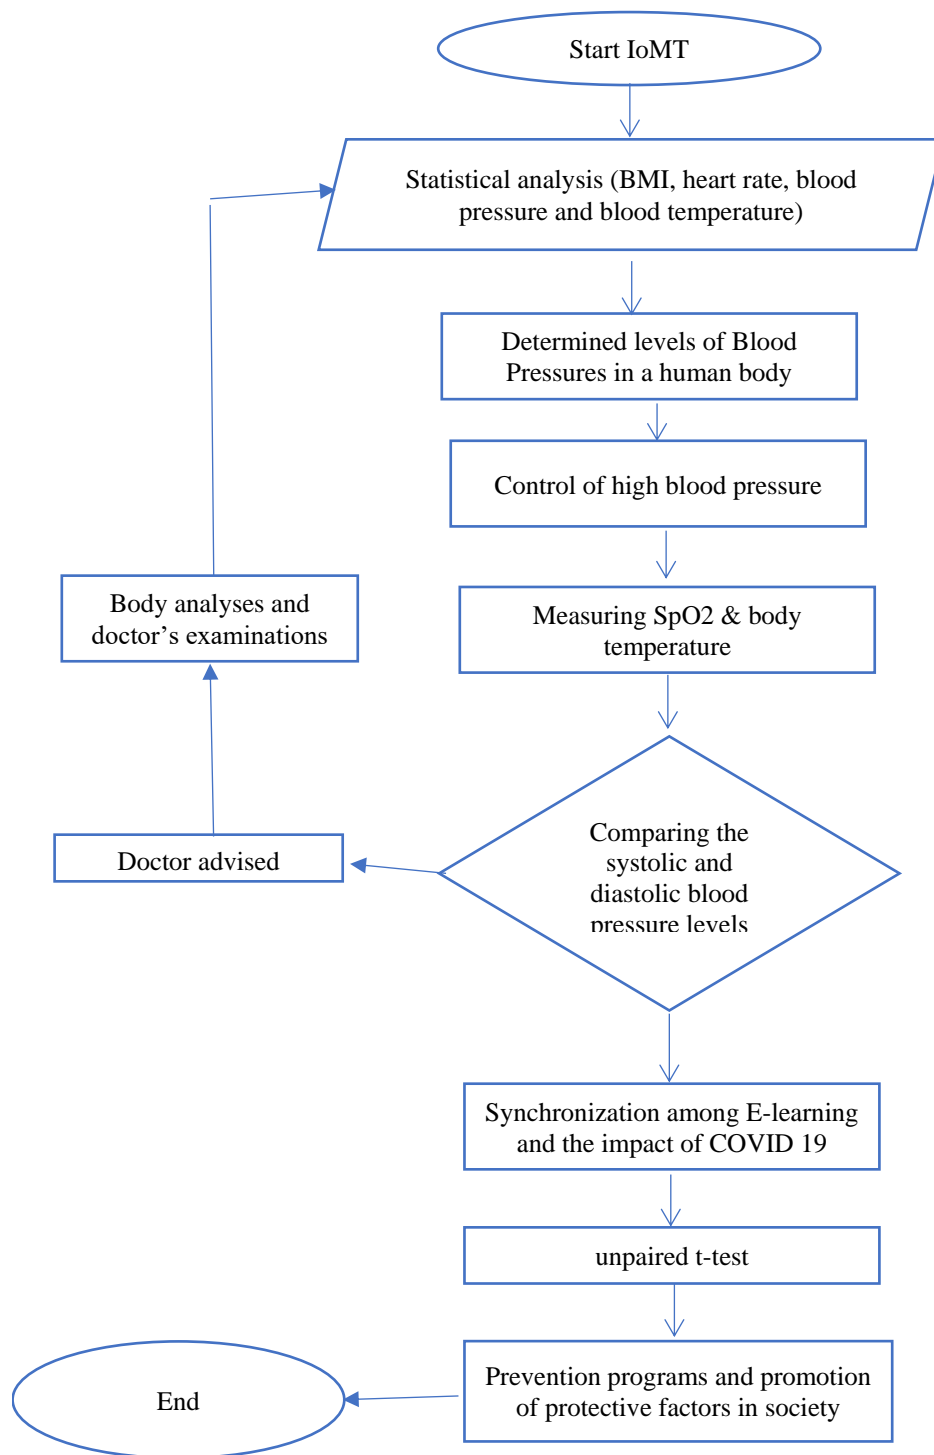 Start IoMT
Statistical analysis (BMI, heart rate, blood
pressure and blood temperature)
Determined levels of Blood
Pressures in a human body
Control of high blood pressure
Body analyses and
doctor’s examinations
Measuring SpO2 & body
temperature
Comparing the
systolic and
diastolic blood
pressure levels
Doctor advised
Synchronization among E-learning
and the impact of COVID 19
unpaired t-test
Prevention programs and promotion
of protective factors in society
End